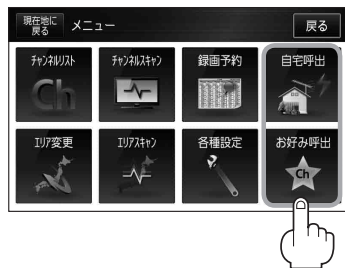 現在地に
戻る
メニュー
戻る
チャンネルリスト
チャンネルスキャン
録画予約
自宅呼出
Ch
エリア変更
エリアスキャン
各種設定
お好み呼出
Ch